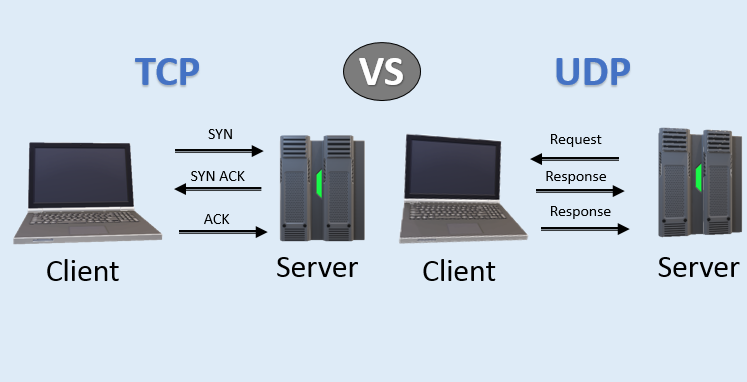 TCP
VS
UDP
SYN
SYN ACK
ACK
Client
Server
Request
Response
Response
Client
Server